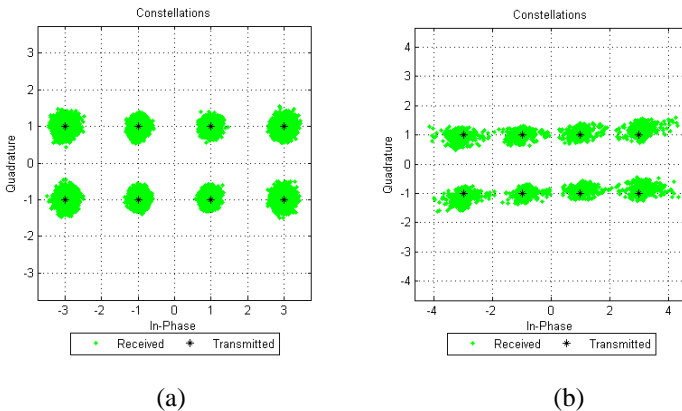 Constellations
3
2
1
0
-1
-2
-3
Quadrature
-3 -2 -1 0 1 2 3
In-Phase
Received Transmitted
(a)
Constellations
4
3
2
1
0
-1
-2
-3
-4
Quadrature
-4 -2 0 2 4
In-Phase
Received Transmitted
(b)